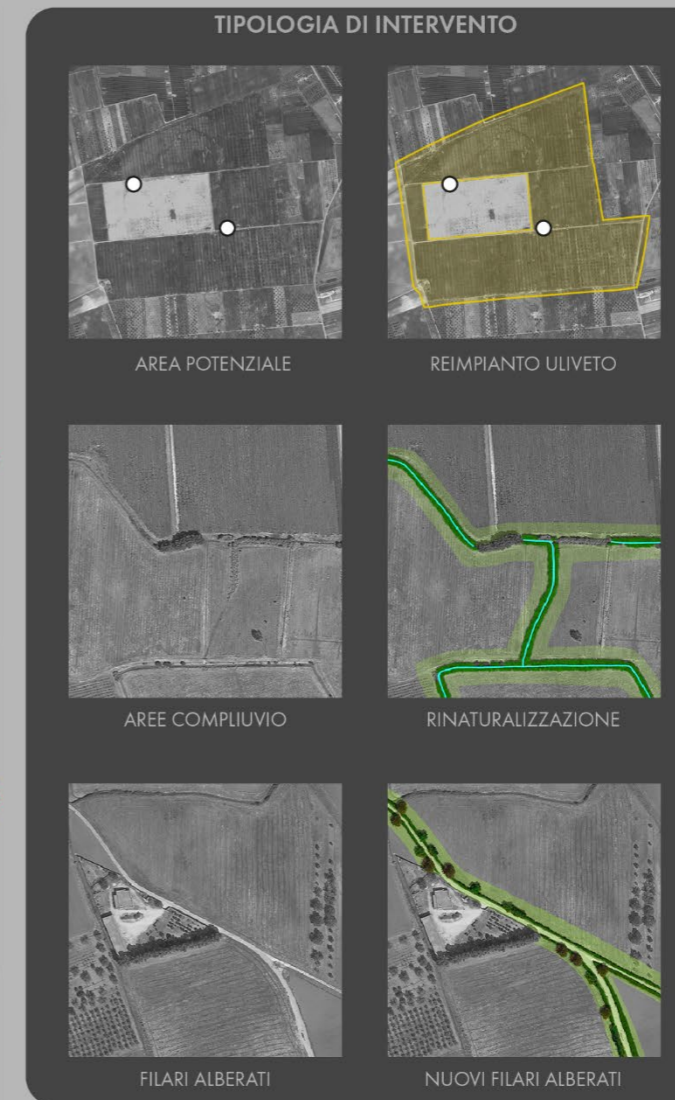 TIPOLOGIA DI INTERVENTO
AREA POTENZIALE
REIMPIANTO ULIVETO
AREE COMPLIUVIO
RINATURALIZZAZIONE
FILARI ALBERATI
NUOVI FILARI ALBERATI